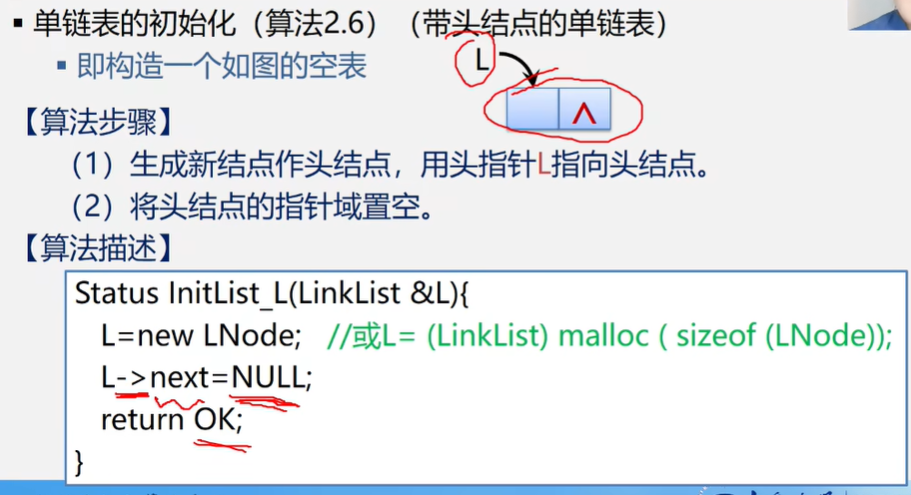 ▪ 单链表的初始化（算法2.6）（带头结点的单链表）
▪ 即构造一个如图的空表
L
∧
【算法步骤】
（1）生成新结点作头结点，用头指针L指向头结点。
（2）将头结点的指针域置空。
【算法描述】
Status InitList_L(LinkList &L){
L=new LNode; //或L= (LinkList) malloc ( sizeof (LNode));
L->next=NULL;
return OK;
}